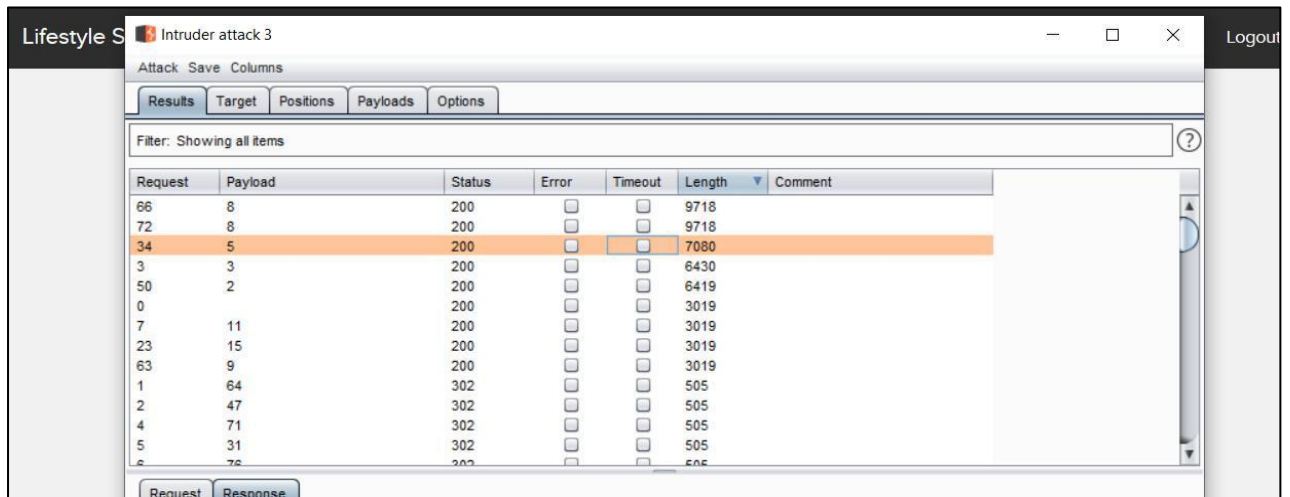 Lifestyle S
Intruder attack 3
Logout
Attack Save Columns
Results Target Positions Payloads Options
Filter: Showing all items
?
Request Payload Status Error Timeout Length Comment
66 8 200 9718
72 8 200 9718
34 5 200 7080
3 3 200 6430
50 2 200 6419
0 200 3019
7 11 200 3019
23 15 200 3019
63 9 200 3019
1 64 302 505
2 47 302 505
4 71 302 505
5 31 302 505
6 76 302 505
Request Response